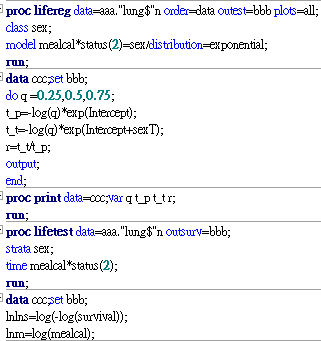 proc lifereg data=aaa."lung$"n order=data outest=bbb plots=all;
class sex;
model mealcal*status(2)=sex/distribution=exponential;
run;
data ccc;set bbb;
do q =0.25,0.5,0.75;
t_p=-log(q)*exp(Intercept);
t_t=-log(q)*exp(Intercept+sexT);
r=t_t/t_p;
output;
end;
proc print data=ccc;var q t_p t_t r;
run;
proc lifetest data=aaa."lung$"n outsurv=bbb;
strata sex;
time mealcal*status(2);
run;
data ccc;set bbb;
lnlns=log(-log(survival));
lnm=log(mealcal);